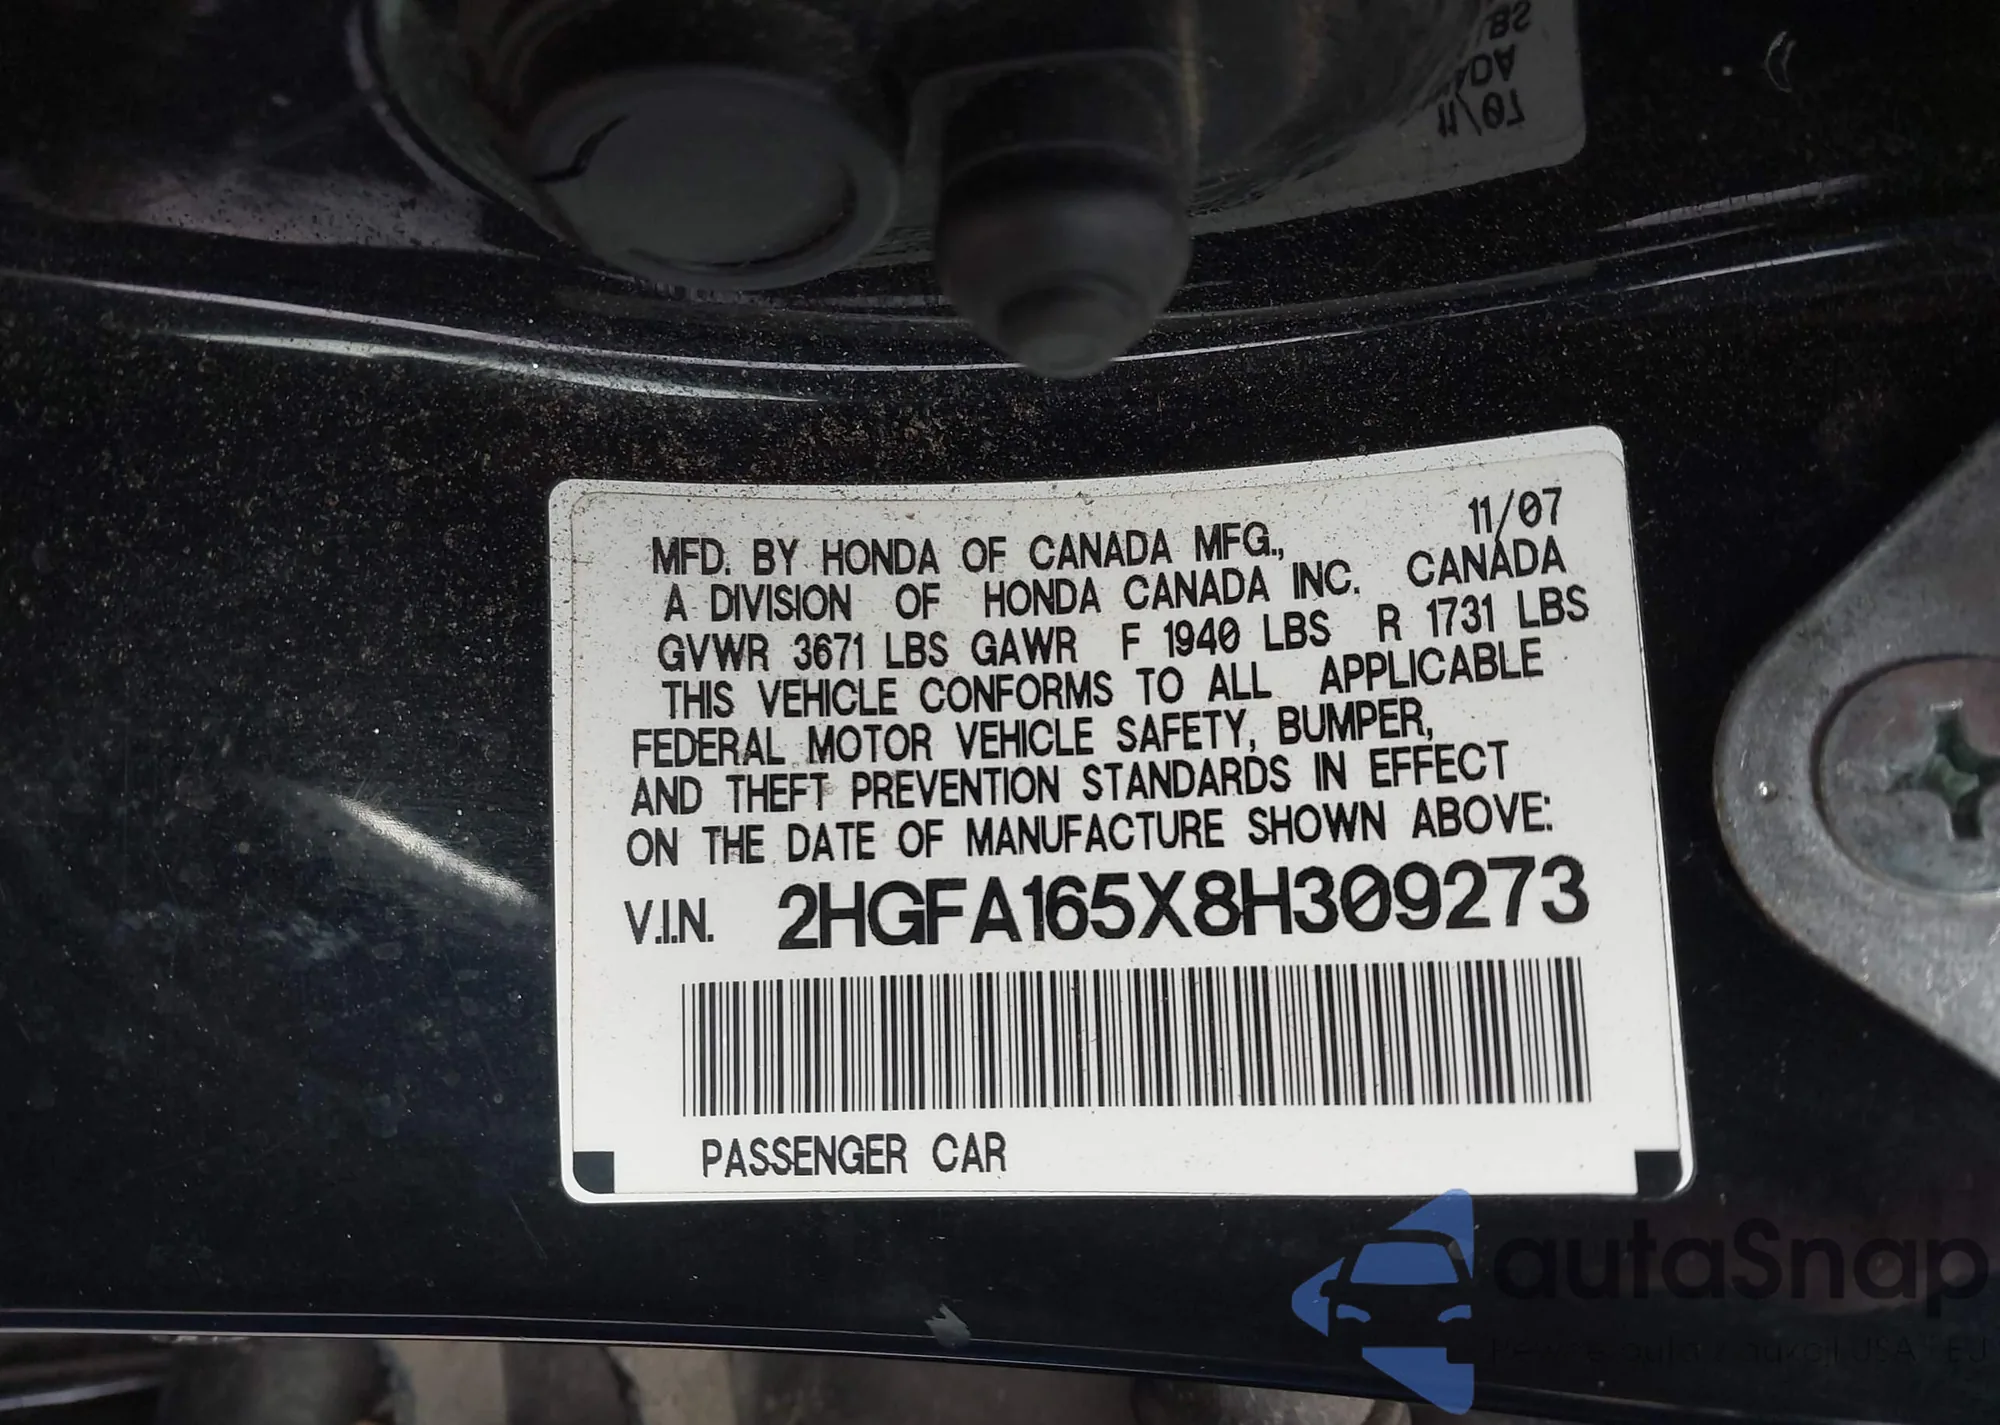 11/07
MFD. BY HONDA OF CANADA MFG.,
A DIVISION OF HONDA CANADA INC. CANADA
GVWR 3671 LBS GAWR F 1940 LBS R 1731 LBS
THIS VEHICLE CONFORMS TO ALL APPLICABLE
FEDERAL MOTOR VEHICLE SAFETY, BUMPER,
AND THEFT PREVENTION STANDARDS IN EFFECT
ON THE DATE OF MANUFACTURE SHOWN ABOVE:
V.I.N. 2HGFA165X8H309273
PASSENGER CAR
autaSnap